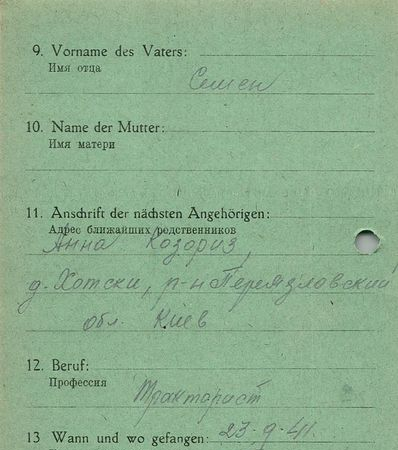 9. Vorname des Vaters:
Имя отца
Семен
10. Name der Mutter:
Имя матери
11. Anschrift der nächsten Angehörigen:
Адрес ближайших родственников
Анна Козориз,
д. Хотски, р-н Переяловский
обл. Киев
12. Beruf:
Профессия
Тракторист
13 Wann und wo gefangen: 23-9-41.